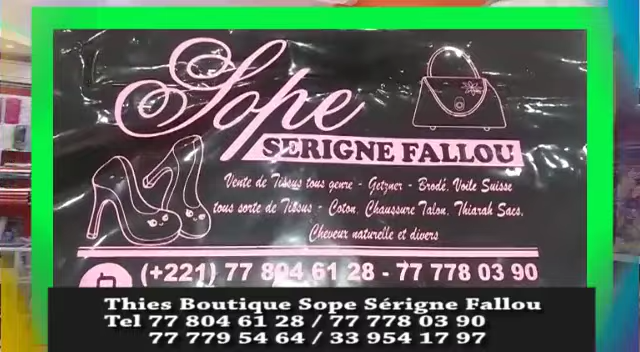 Sope
SERIGNE FALLOU
Vente de Tissus tous genre - Getzner - Brodé, Voile Suisse
tous sorte de Tissus - Coton, Chaussure Talon, Thiarah Sacs,
Cheveur naturelle et divers
(+221) 77 804 61 28 - 77 778 03 90
Thies Boutique Sope Sérigne Fallou
Tel 77 804 61 28 / 77 778 03 90
77 779 54 64 / 33 954 17 97